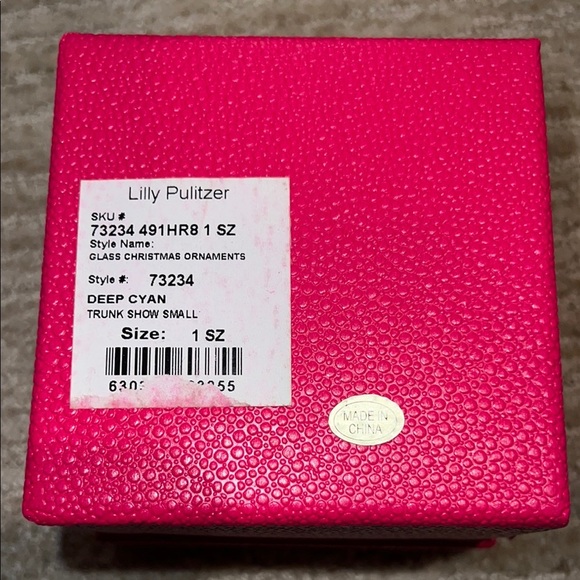 Lilly Pulitzer
SKU #
73234 491HR8 1 SZ
Style Name:
GLASS CHRISTMAS ORNAMENTS
Style #: 73234
DEEP CYAN
TRUNK SHOW SMALL
Size: 1 SZ
MADE IN
CHINA